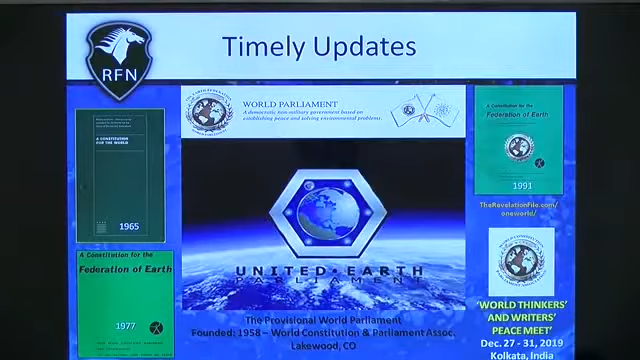 RFN
Timely Updates
A CONSTITUTION
FOR THE WORLD
1965
A Constitution for the
Federation of Earth
1977
WORLD PARLIAMENT
A democratic non-military government based on
establishing peace and solving environmental problems.
UNITED·EARTH
PARLIAMENT
The Provisional World Parliament
Founded: 1958 – World Constitution & Parliament Assoc.
Lakewood, CO
A Constitution for the
Federation of Earth
1991
TheRevelationFile.com/
oneworld/
'WORLD THINKERS'
AND WRITERS'
PEACE MEET'
Dec. 27 - 31, 2019
Kolkata, India